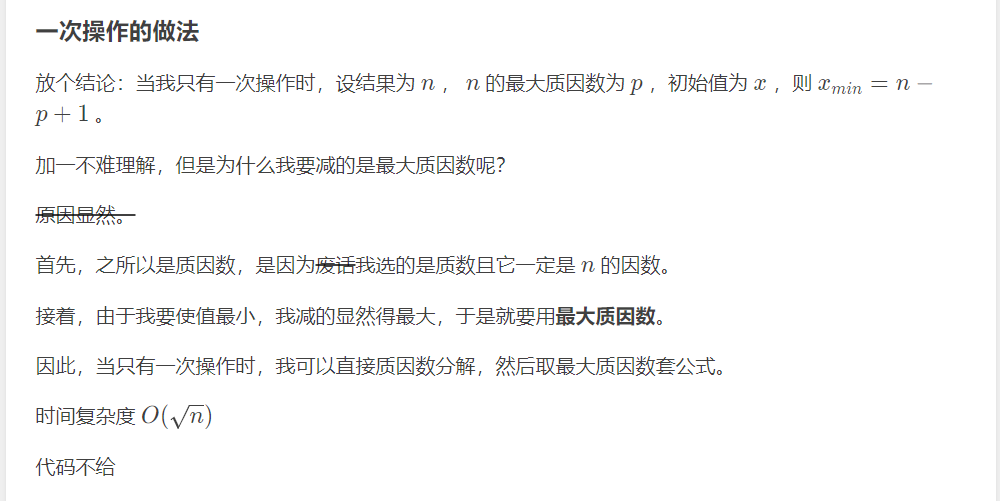 一次操作的做法
放个结论：当我只有一次操作时，设结果为 n ， n 的最大质因数为 p ，初始值为 x ，则 x_{min} = n −
p + 1 。
加一不难理解，但是为什么我要减的是最大质因数呢？
原因显然。
首先，之所以是质因数，是因为废话我选的是质数且它一定是 n 的因数。
接着，由于我要使值最小，我减的显然得最大，于是就要用最大质因数。
因此，当只有一次操作时，我可以直接质因数分解，然后取最大质因数套公式。
时间复杂度 O(√n)
代码不给